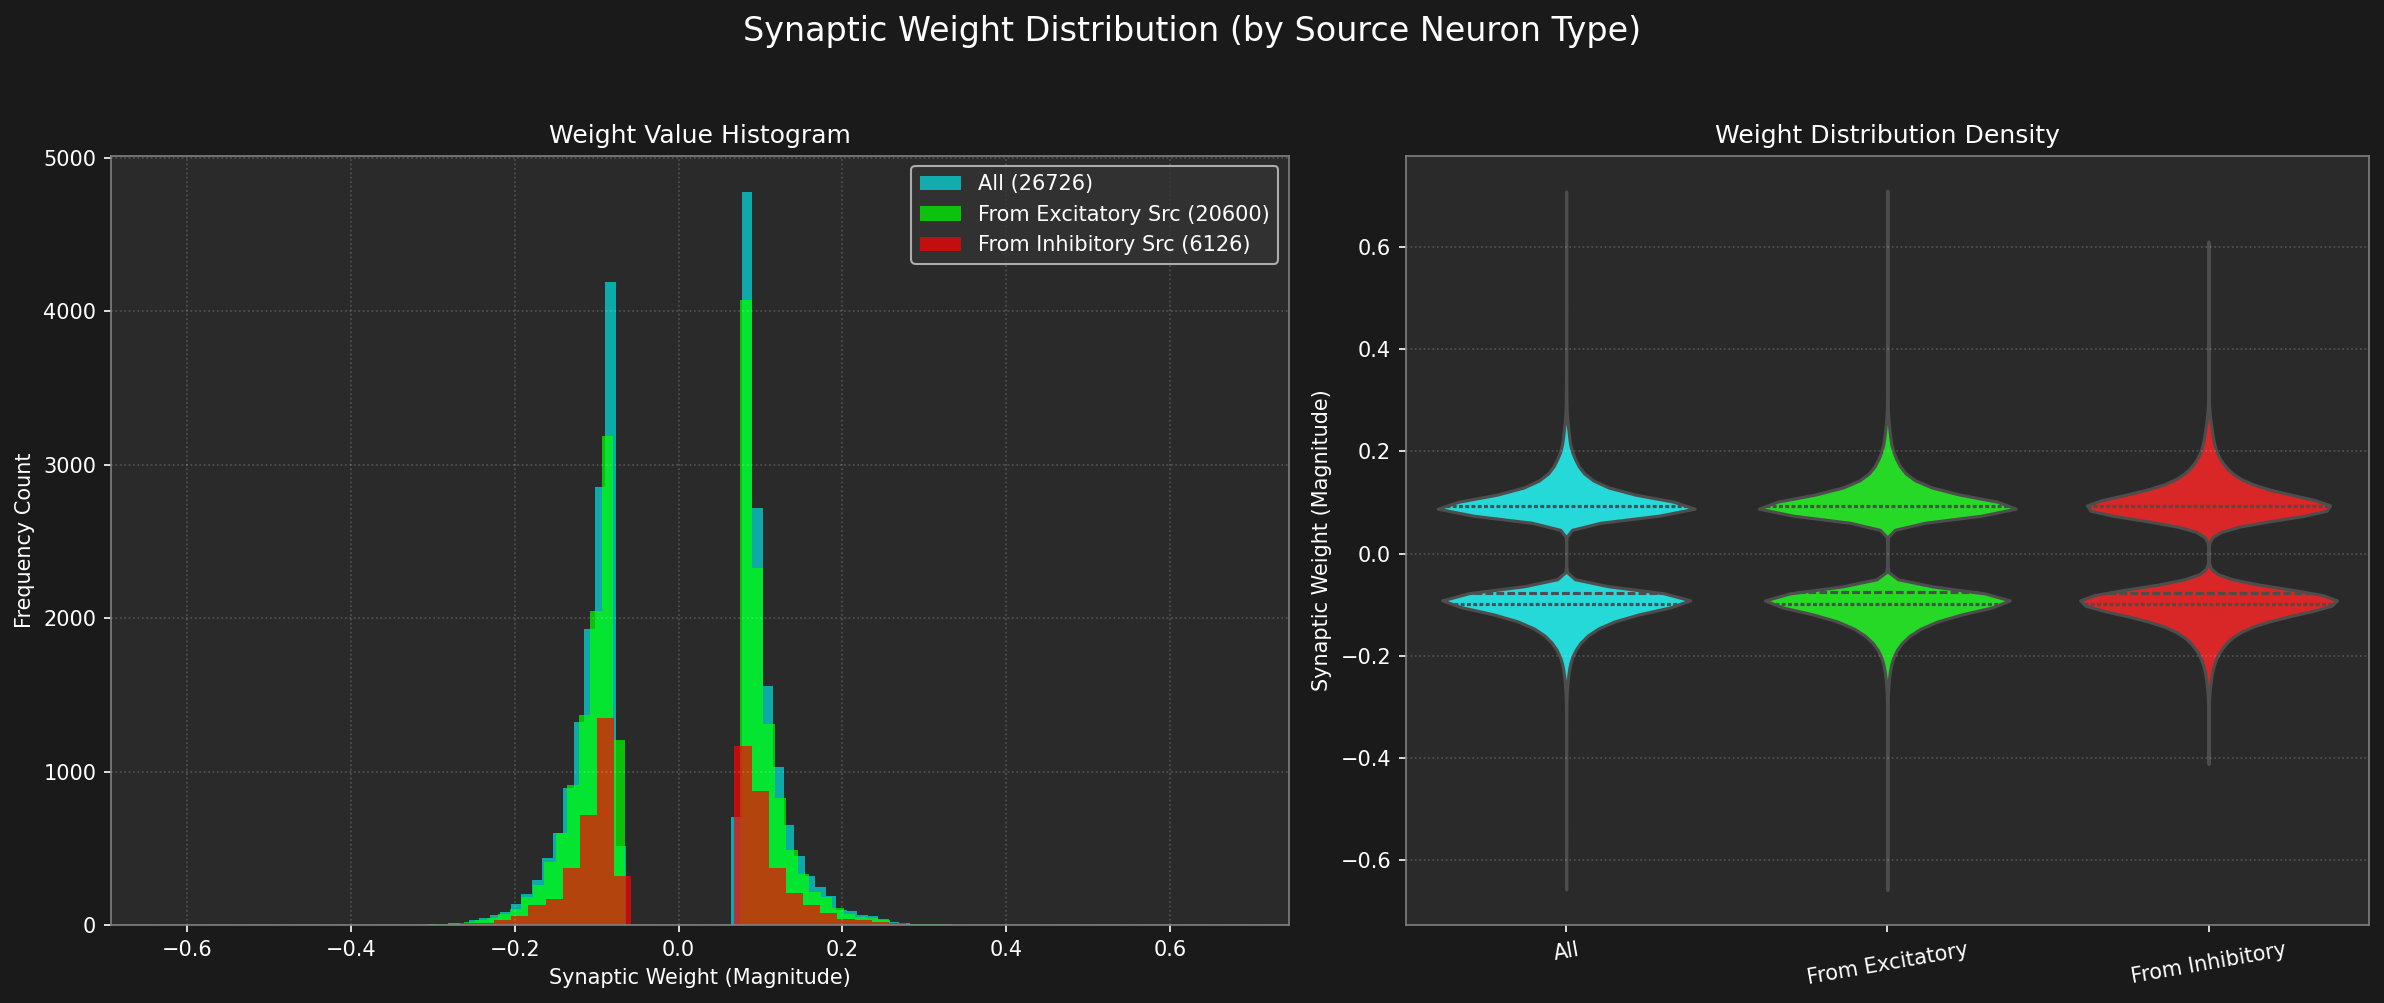 Synaptic Weight Distribution (by Source Neuron Type)
Weight Value Histogram
5000
4000
3000
2000
1000
0
Frequency Count
All (26726)
From Excitatory Src (20600)
From Inhibitory Src (6126)
−0.6 −0.4 −0.2 0.0 0.2 0.4 0.6
Synaptic Weight (Magnitude)
Weight Distribution Density
0.6
0.4
0.2
0.0
−0.2
−0.4
−0.6
Synaptic Weight (Magnitude)
All From Excitatory From Inhibitory